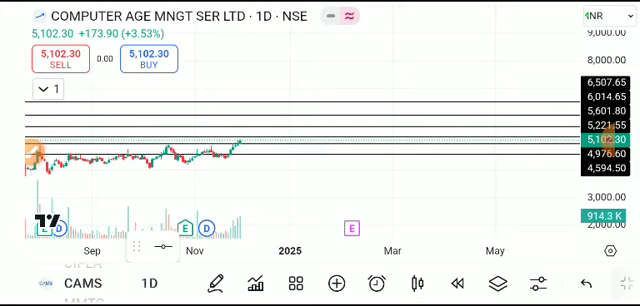 COMPUTER AGE MNGT SER LTD · 1D · NSE
INR
5,102.30 +173.90 (+3.53%)
9,000.00
5,102.30 SELL 0.00 5,102.30 BUY
8,000.00
1
6,507.65
6,014.65
5,601.80
5,221.55
5,102.30
4,976.60
4,594.50
3,000.00
914.3 K
2,000.00
E D E D E
Sep Nov 2025 Mar May
CIPLA
CAMS CAMS 1D
MMTC